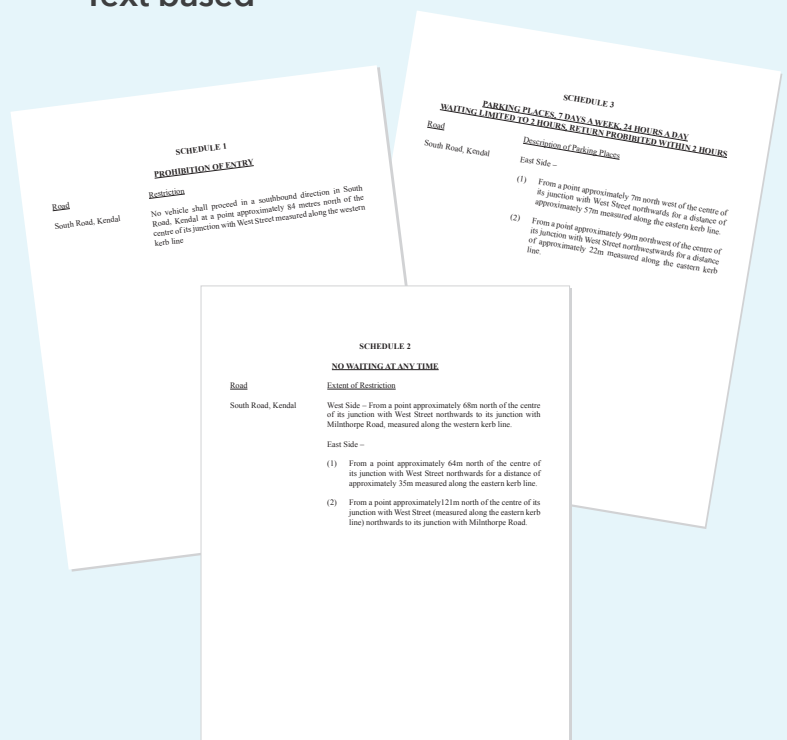 Text based
SCHEDULE 1
PROHIBITION OF ENTRY
Road
Restriction
South Road, Kendal
No vehicle shall proceed in a southbound direction in South
Road, Kendal at a point approximately 84 metres north of the
centre of its junction with West Street measured along the western
kerb line
SCHEDULE 3
PARKING PLACES, 7 DAYS A WEEK, 24 HOURS A DAY
WAITING LIMITED TO 2 HOURS, RETURN PROHIBITED WITHIN 2 HOURS
Road
Description of Parking Places
South Road, Kendal
East Side –
(1) From a point approximately 7m north west of the centre of
its junction with West Street northwards for a distance of
approximately 57m measured along the eastern kerb line.
(2) From a point approximately 99m northwest of the centre of
its junction with West Street northwestwards for a distance
of approximately 22m measured along the eastern kerb
line.
SCHEDULE 2
NO WAITING AT ANY TIME
Road
Extent of Restriction
South Road, Kendal
West Side – From a point approximately 68m north of the centre
of its junction with West Street northwards to its junction with
Milnthorpe Road, measured along the western kerb line.
East Side –
(1) From a point approximately 64m north of the centre of
its junction with West Street northwards for a distance of
approximately 35m measured along the eastern kerb line.
(2) From a point approximately121m north of the centre of its
junction with West Street (measured along the eastern kerb
line) northwards to its junction with Milnthorpe Road.